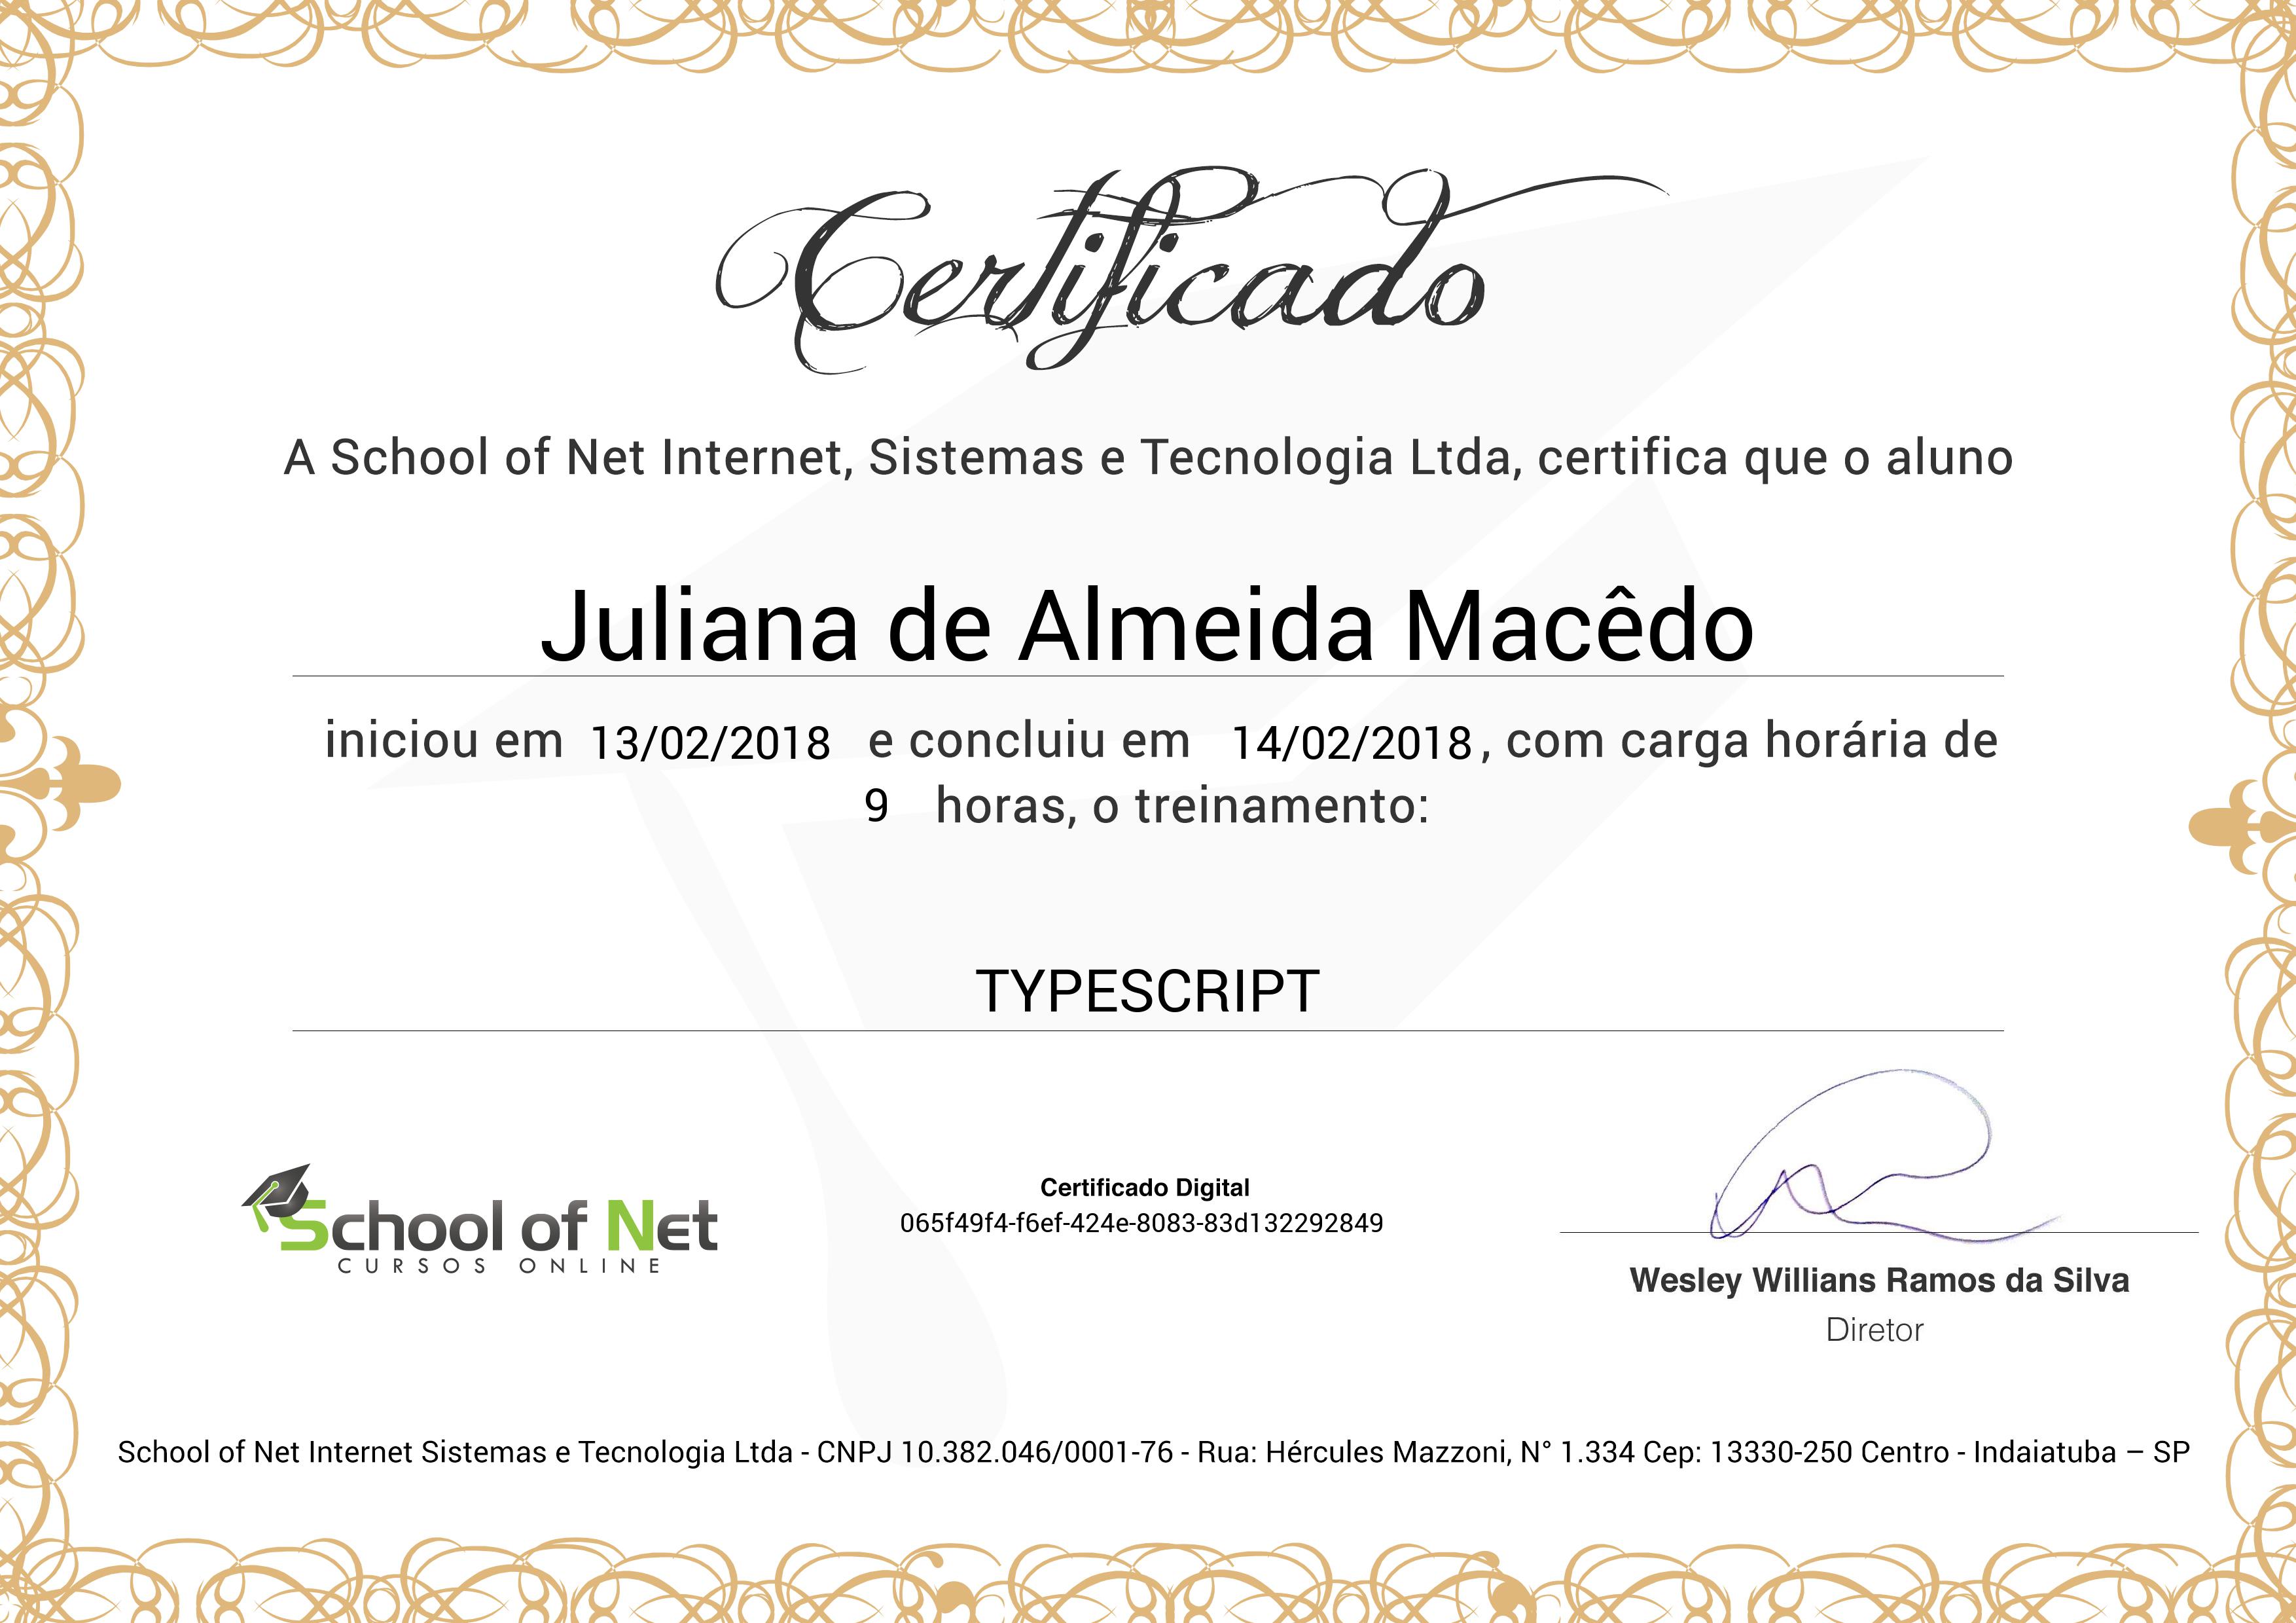 Certificado
A School of Net Internet, Sistemas e Tecnologia Ltda, certifica que o aluno
Juliana de Almeida Macêdo
iniciou em 13/02/2018 e concluiu em 14/02/2018, com carga horária de
9 horas, o treinamento:
TYPESCRIPT
School of Net
CURSOS ONLINE
Certificado Digital
065f49f4-f6ef-424e-8083-83d132292849
Wesley Willians Ramos da Silva
Diretor
School of Net Internet Sistemas e Tecnologia Ltda - CNPJ 10.382.046/0001-76 - Rua: Hércules Mazzoni, N° 1.334 Cep: 13330-250 Centro - Indaiatuba – SP